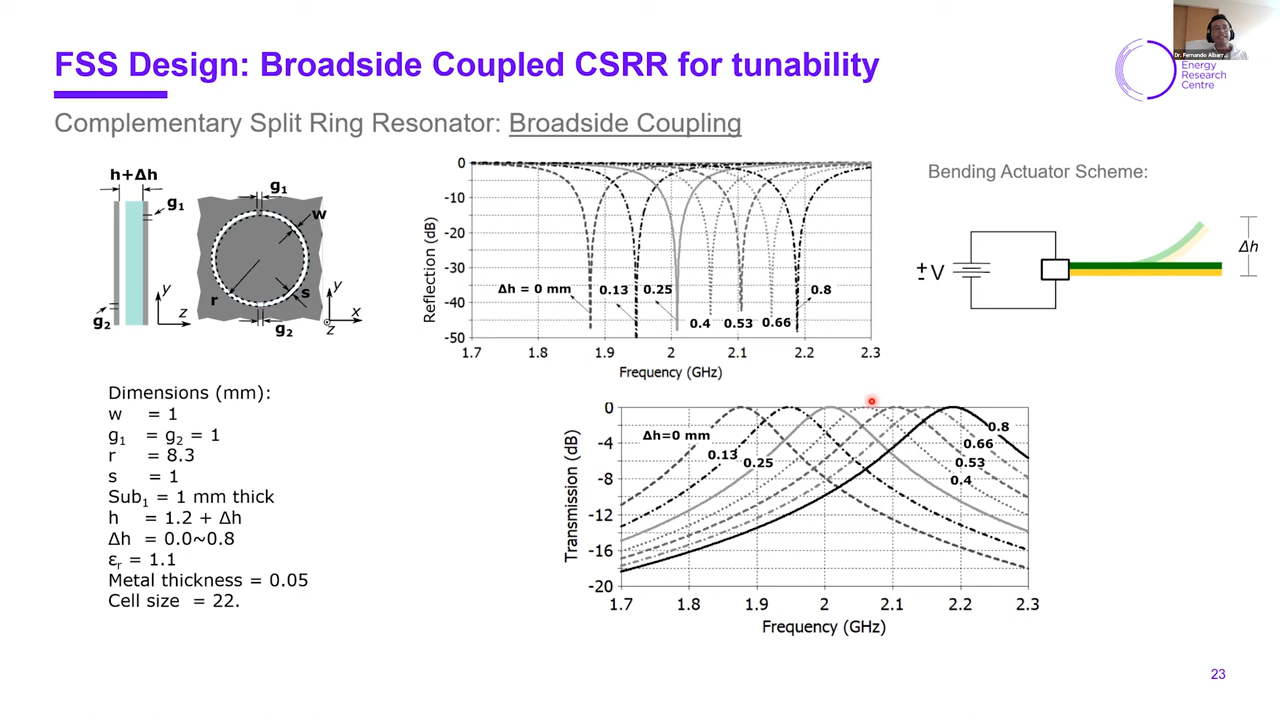 FSS Design: Broadside Coupled CSRR for tunability
Energy
Research
Centre
Complementary Split Ring Resonator: Broadside Coupling
h+Δh
g1
g2
y
z
g1
w
r
s
g2
y
x
z
0
-10
-20
-30
-40
-50
Reflection (dB)
Δh = 0 mm
0.13
0.25
0.4
0.53
0.66
0.8
1.7
1.8
1.9
2
2.1
2.2
2.3
Frequency (GHz)
Bending Actuator Scheme:
+
- V
Δh
Dimensions (mm):
w = 1
g1 = g2 = 1
r = 8.3
s = 1
Sub1 = 1 mm thick
h = 1.2 + Δh
Δh = 0.0~0.8
εr = 1.1
Metal thickness = 0.05
Cell size = 22.
0
-4
-8
-12
-16
-20
Transmission (dB)
Δh=0 mm
0.13
0.25
0.8
0.66
0.53
0.4
1.7
1.8
1.9
2
2.1
2.2
2.3
Frequency (GHz)
23
Dr. Fernando